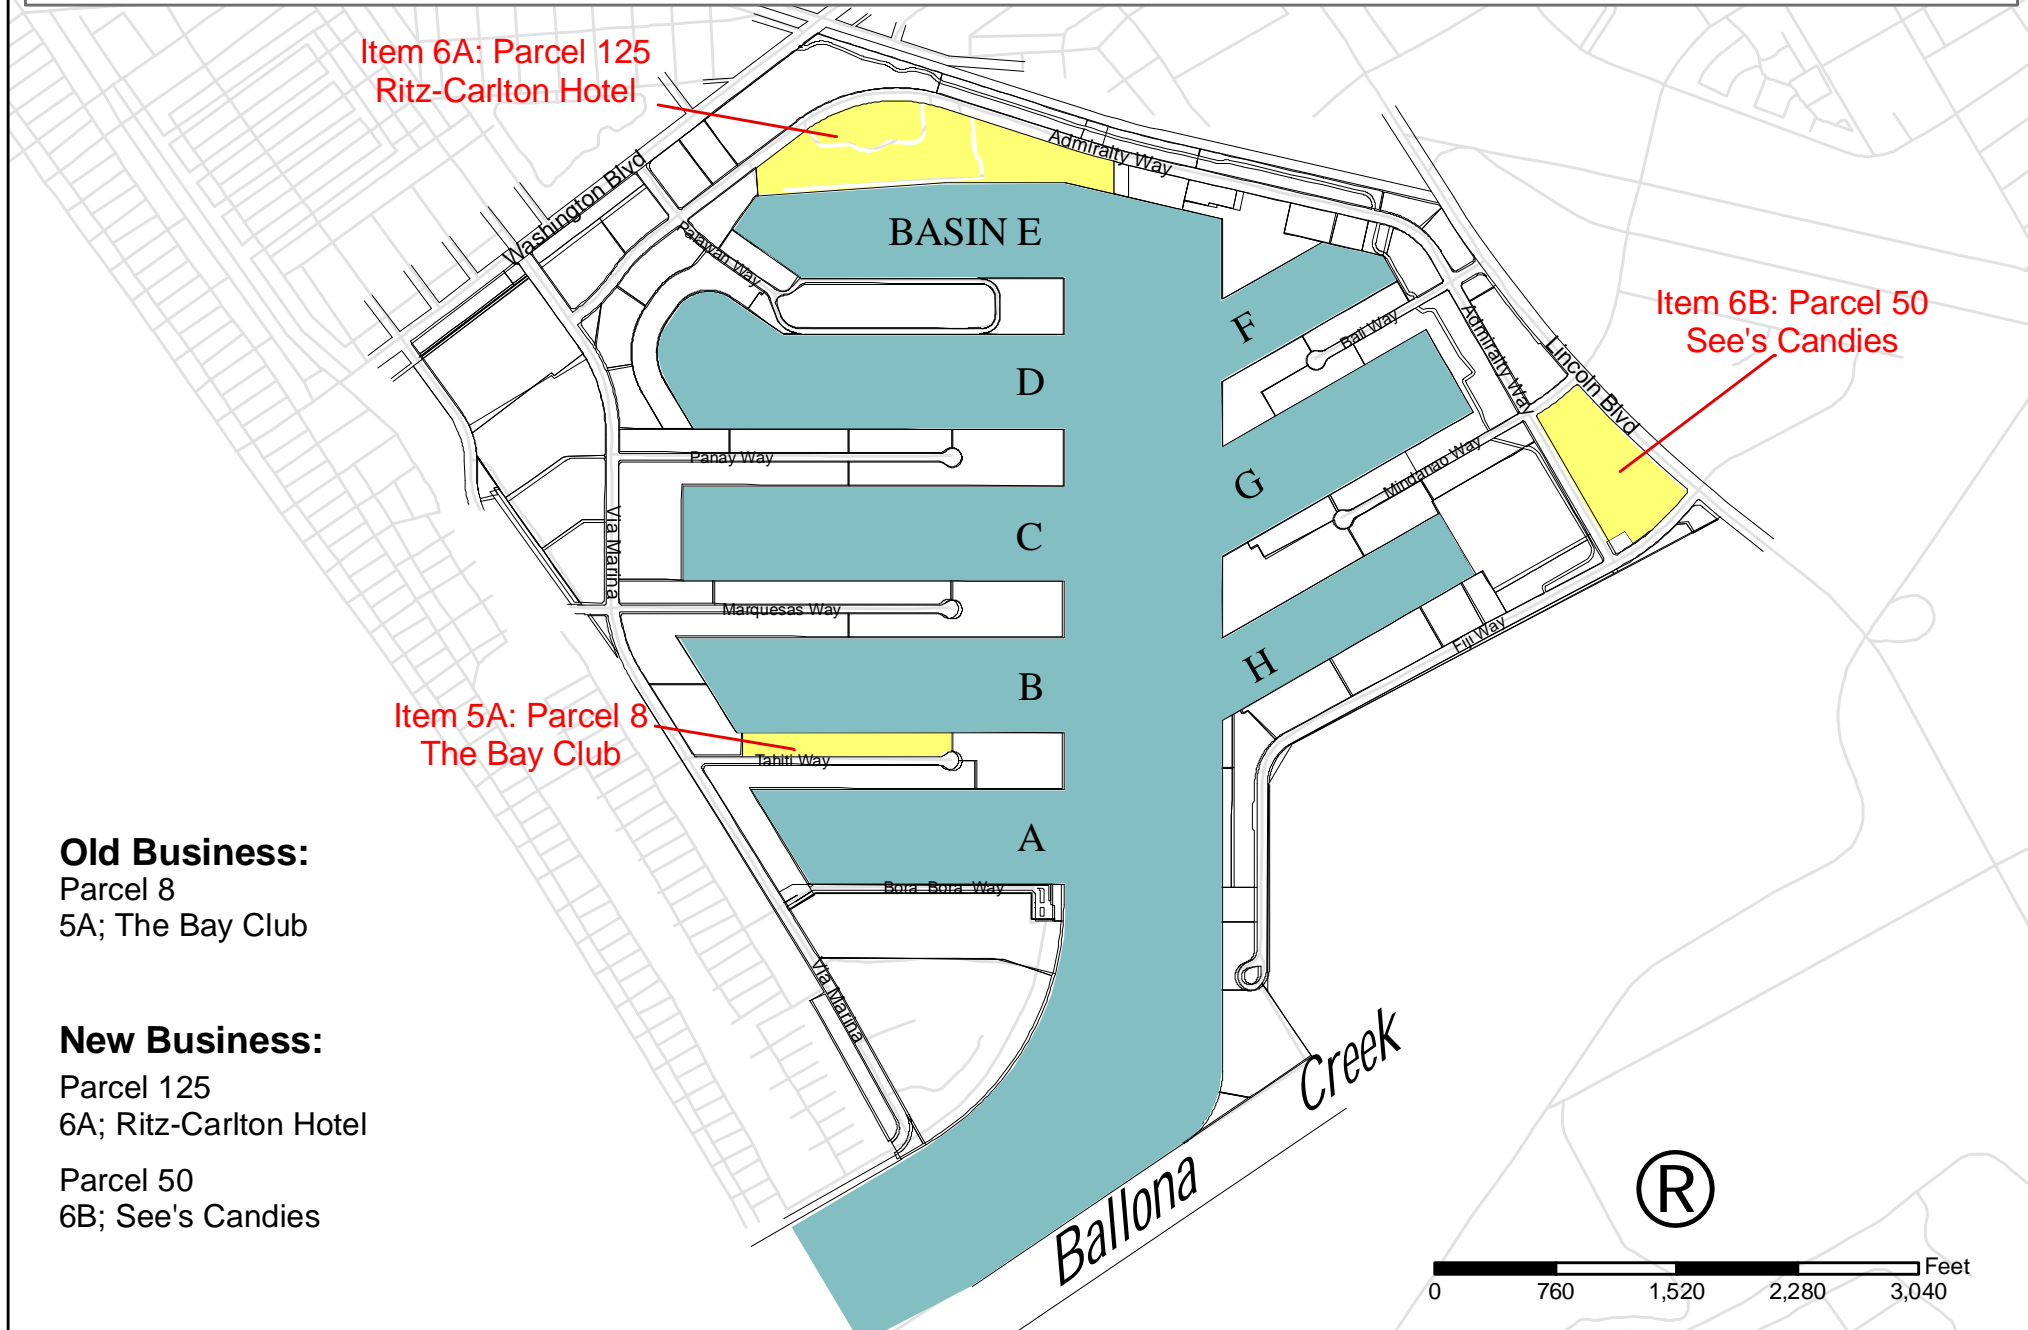 Item 6A: Parcel 125
Ritz-Carlton Hotel
Admiralty Way
Washington Blvd
Palawan Way
BASIN E
Item 6B: Parcel 50
See's Candies
F
Bali Way
Admiralty Way
Lincoln Blvd
D
Panay Way
G
Mindanao Way
C
Via Marina
Marquesas Way
Fiji Way
H
B
Item 5A: Parcel 8
The Bay Club
Tahiti Way
A
Bora Bora Way
Old Business:
Parcel 8
5A; The Bay Club
Via Marina
New Business:
Parcel 125
6A; Ritz-Carlton Hotel
Parcel 50
6B; See's Candies
Ballona Creek
®
Feet
0 760 1,520 2,280 3,040